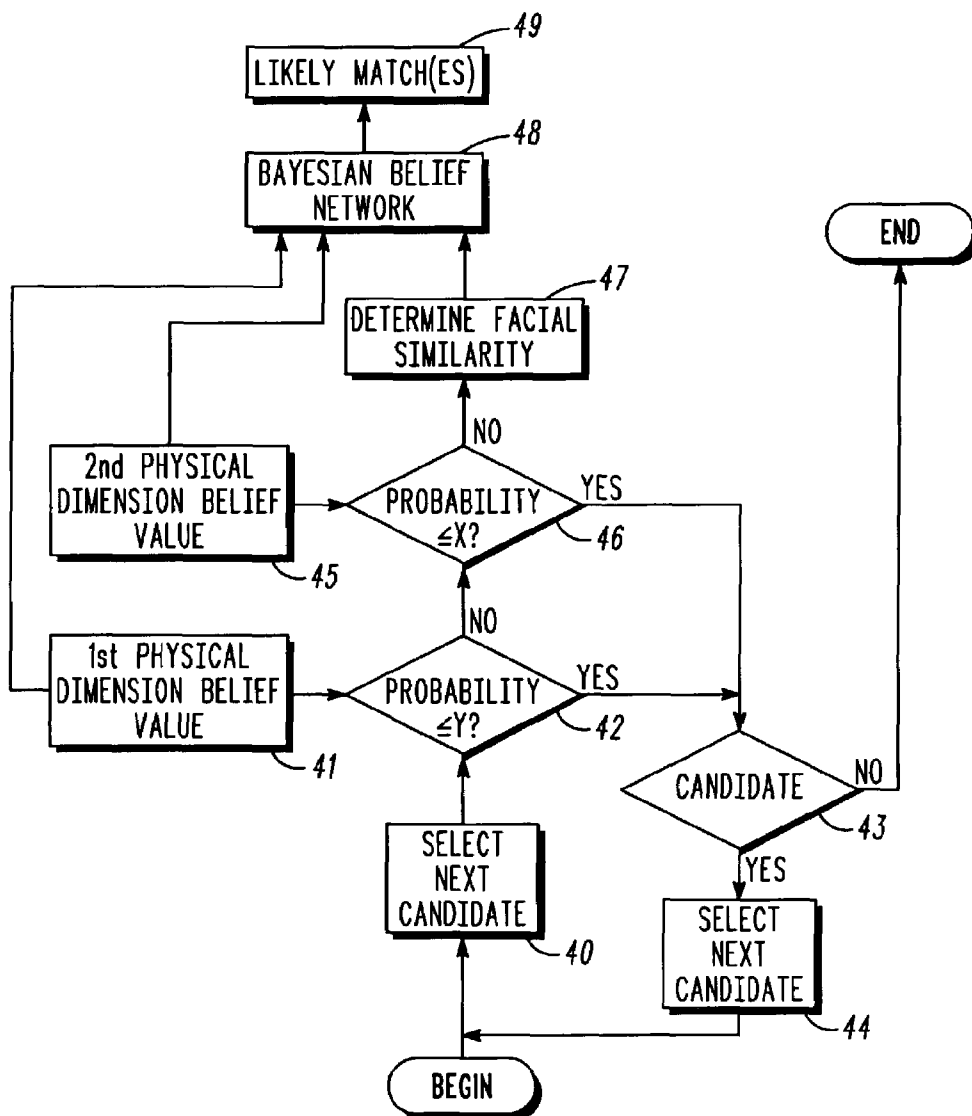 49
LIKELY MATCH(ES)
48
BAYESIAN BELIEF
NETWORK
END
47
DETERMINE FACIAL
SIMILARITY
NO
2nd PHYSICAL
DIMENSION BELIEF
VALUE
45
PROBABILITY
≦X?
YES
46
NO
1st PHYSICAL
DIMENSION BELIEF
VALUE
41
PROBABILITY
≦Y?
YES
42
CANDIDATE
NO
43
YES
SELECT
NEXT
CANDIDATE
40
SELECT
NEXT
CANDIDATE
44
BEGIN